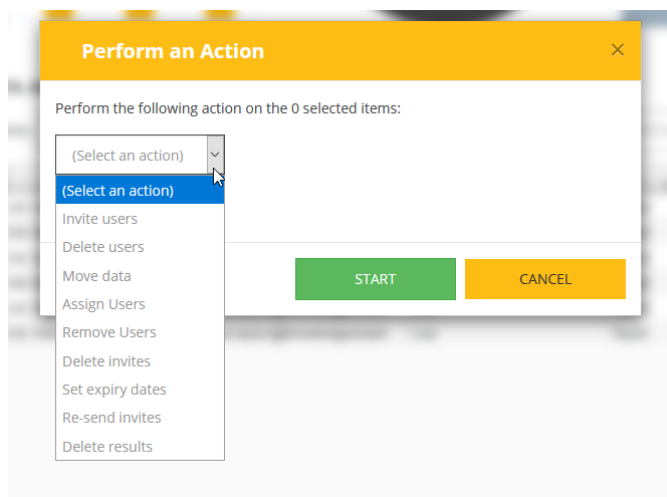 Perform an Action
Perform the following action on the 0 selected items:
(Select an action)
(Select an action)
Invite users
Delete users
Move data
Assign Users
Remove Users
Delete invites
Set expiry dates
Re-send invites
Delete results
START
CANCEL